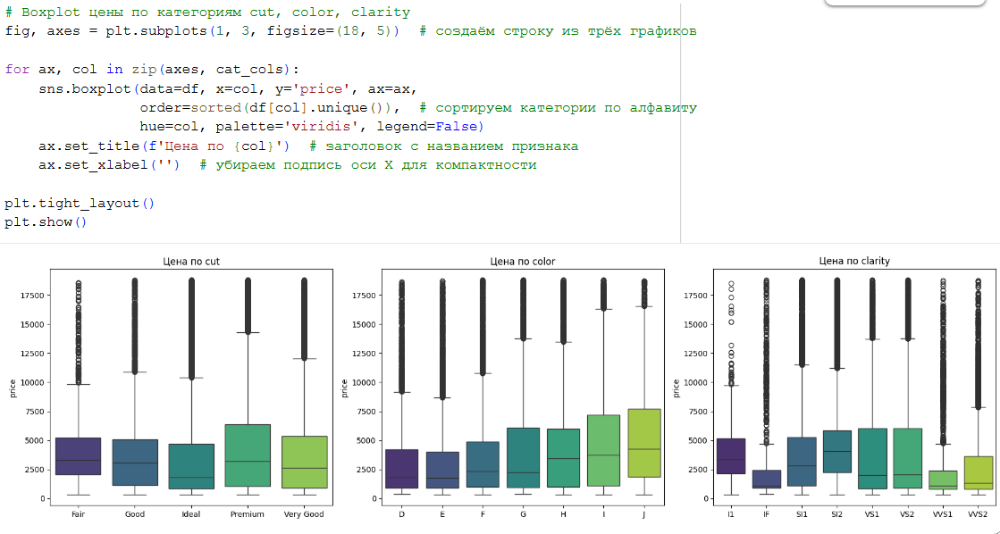 # Boxplot цены по категориям cut, color, clarity
fig, axes = plt.subplots(1, 3, figsize=(18, 5))  # создаём строку из трёх графиков
for ax, col in zip(axes, cat_cols):
    sns.boxplot(data=df, x=col, y='price', ax=ax,
                order=sorted(df[col].unique()),  # сортируем категории по алфавиту
                hue=col, palette='viridis', legend=False)
    ax.set_title(f'Цена по {col}')  # заголовок с названием признака
    ax.set_xlabel('')  # убираем подпись оси X для компактности
plt.tight_layout()
plt.show()
Цена по cut
17500
15000
12500
10000
7500
5000
2500
0
price
Fair Good Ideal Premium Very Good
Цена по color
17500
15000
12500
10000
7500
5000
2500
0
price
D E F G H I J
Цена по clarity
17500
15000
12500
10000
7500
5000
2500
0
price
I1 IF SI1 SI2 VS1 VS2 VVS1 VVS2